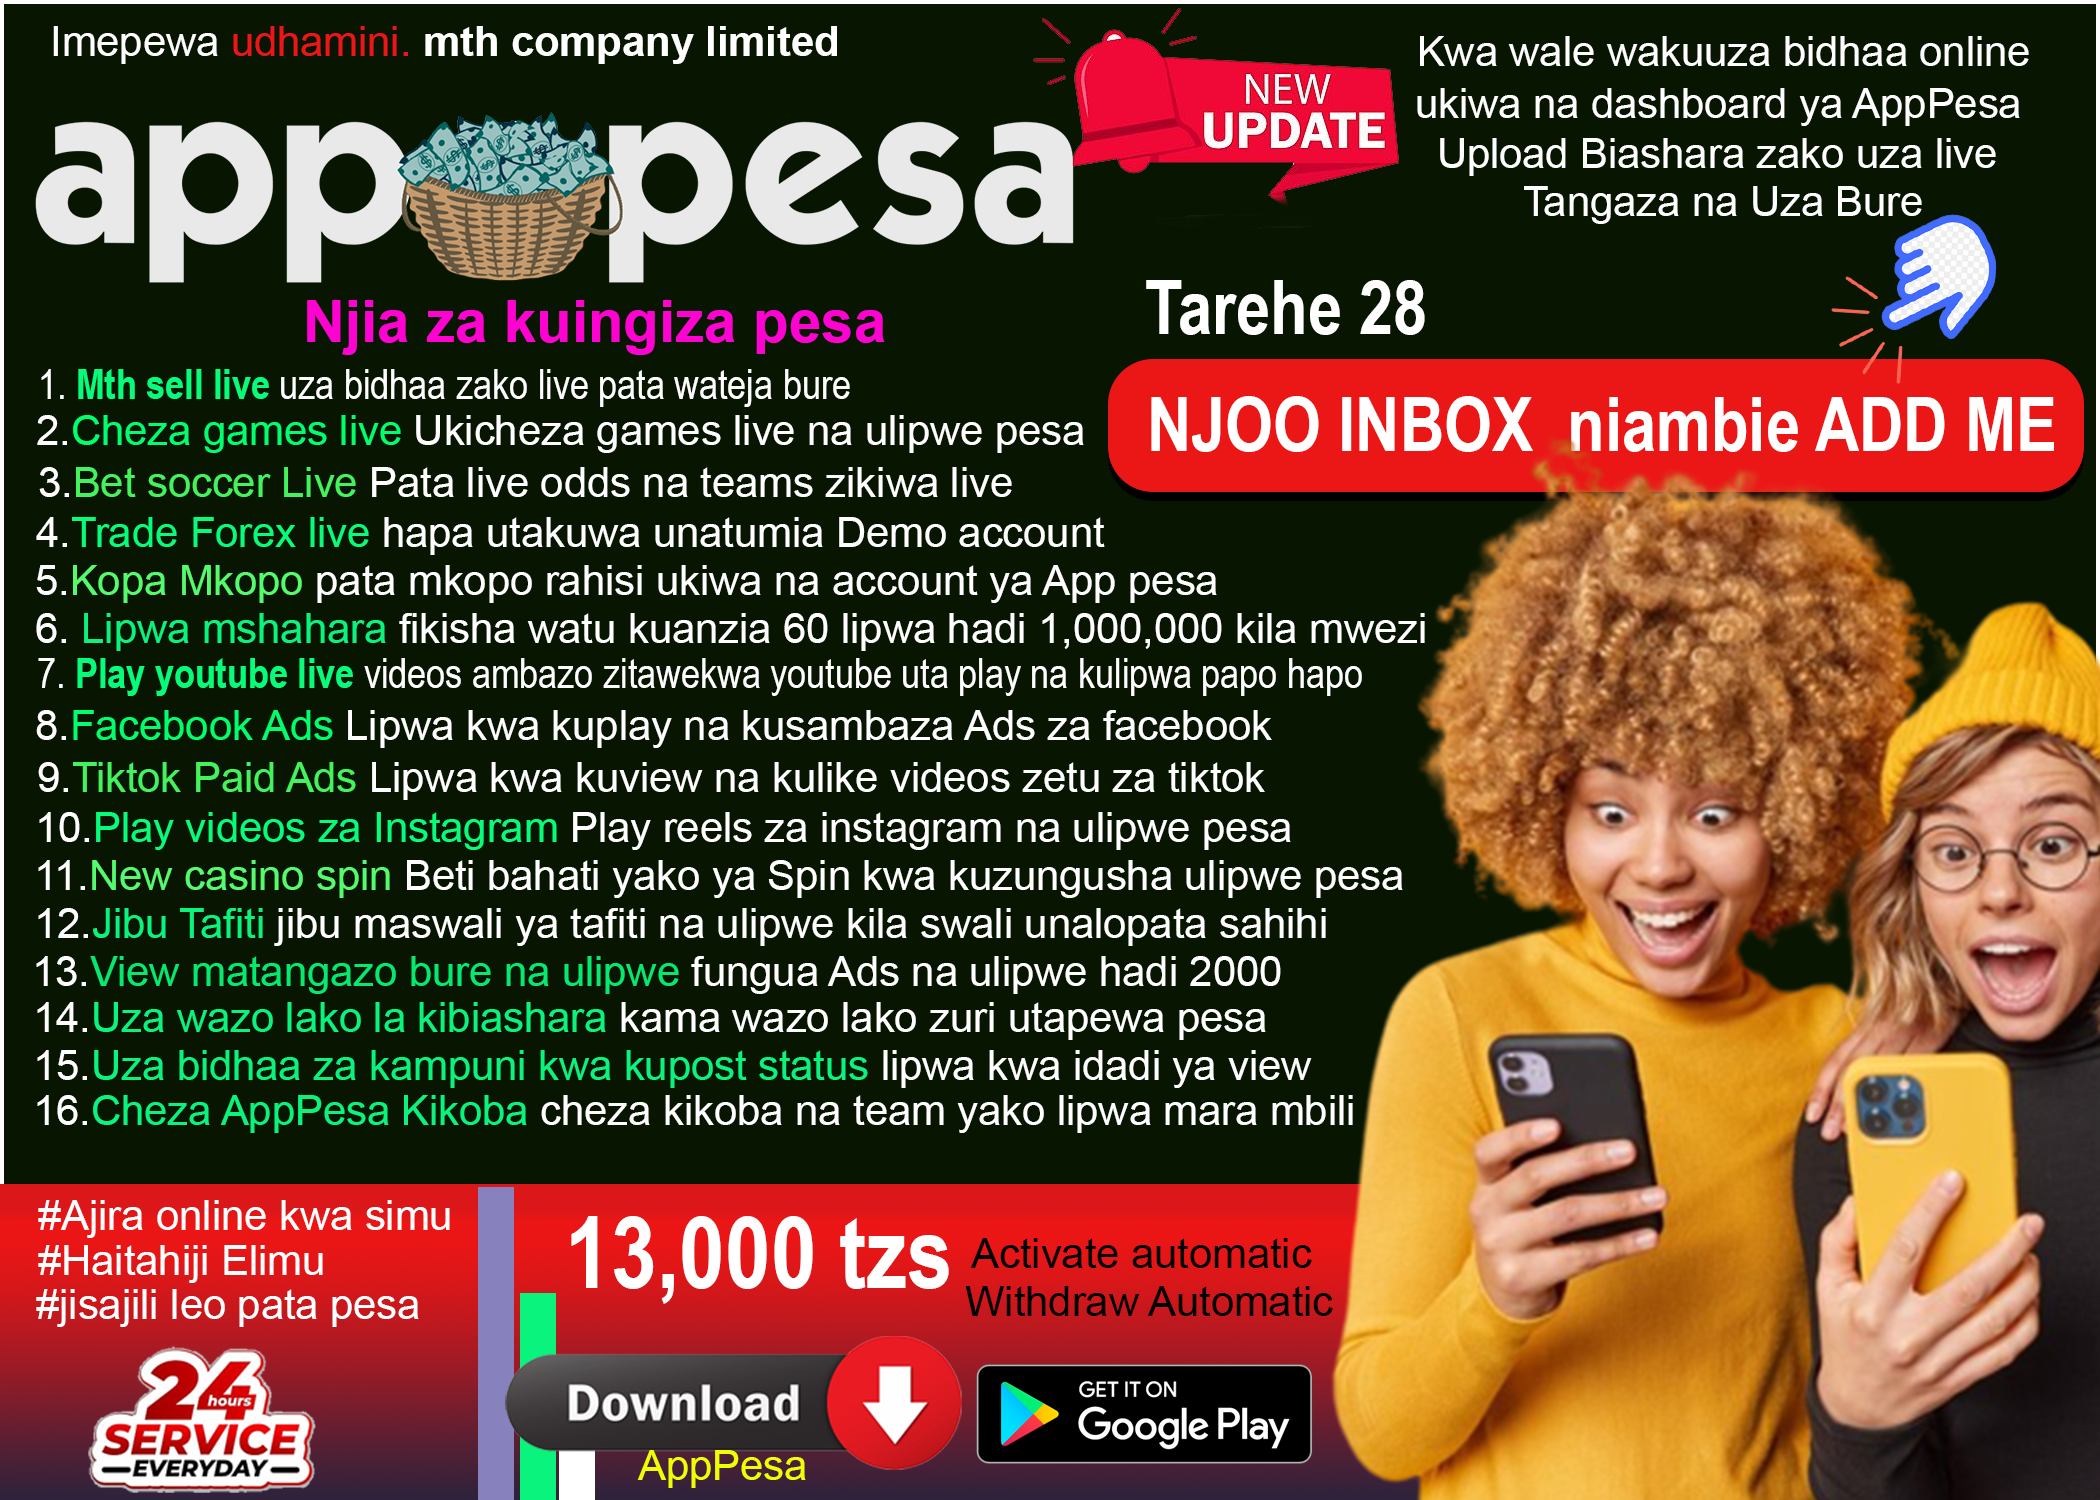 Imepewa udhamini. mth company limited
app pesa
NEW
UPDATE
Kwa wale wakuuza bidhaa online
ukiwa na dashboard ya AppPesa
Upload Biashara zako uza live
Tangaza na Uza Bure
Tarehe 28
NJOO INBOX niambie ADD ME
Njia za kuingiza pesa
1. Mth sell live uza bidhaa zako live pata wateja bure
2.Cheza games live Ukicheza games live na ulipwe pesa
3.Bet soccer Live Pata live odds na teams zikiwa live
4.Trade Forex live hapa utakuwa unatumia Demo account
5.Kopa Mkopo pata mkopo rahisi ukiwa na account ya App pesa
6. Lipwa mshahara fikisha watu kuanzia 60 lipwa hadi 1,000,000 kila mwezi
7. Play youtube live videos ambazo zitawekwa youtube uta play na kulipwa papo hapo
8.Facebook Ads Lipwa kwa kuplay na kusambaza Ads za facebook
9.Tiktok Paid Ads Lipwa kwa kuview na kulike videos zetu za tiktok
10.Play videos za Instagram Play reels za instagram na ulipwe pesa
11.New casino spin Beti bahati yako ya Spin kwa kuzungusha ulipwe pesa
12.Jibu Tafiti jibu maswali ya tafiti na ulipwe kila swali unalopata sahihi
13.View matangazo bure na ulipwe fungua Ads na ulipwe hadi 2000
14.Uza wazo lako la kibiashara kama wazo lako zuri utapewa pesa
15.Uza bidhaa za kampuni kwa kupost status lipwa kwa idadi ya view
16.Cheza AppPesa Kikoba cheza kikoba na team yako lipwa mara mbili
#Ajira online kwa simu
#Haitahiji Elimu
#jisajili leo pata pesa
24
hours
SERVICE
EVERYDAY
13,000 tzs
Activate automatic
Withdraw Automatic
Download
AppPesa
GET IT ON
Google Play